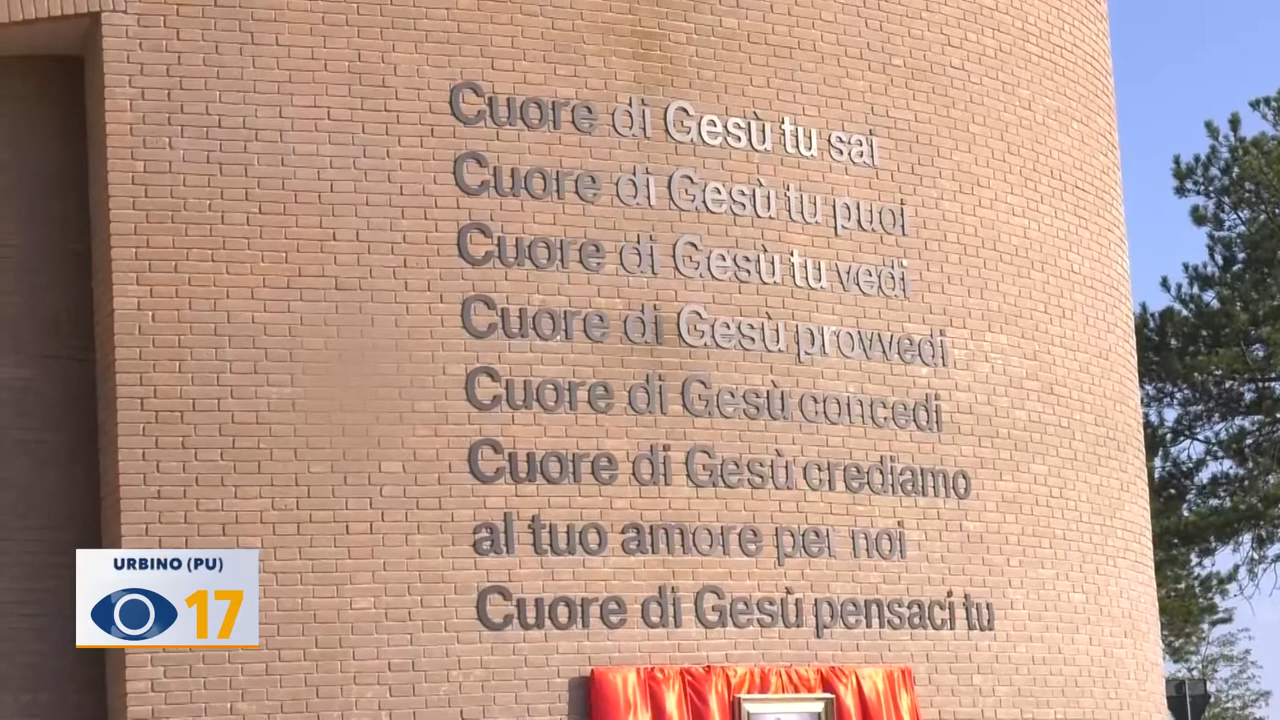 Cuore di Gesù tu sai
Cuore di Gesù tu puoi
Cuore di Gesù tu vedi
Cuore di Gesù provvedi
Cuore di Gesù concedi
Cuore di Gesù crediamo
al tuo amore per noi
Cuore di Gesù pensaci tu
URBINO (PU)
17